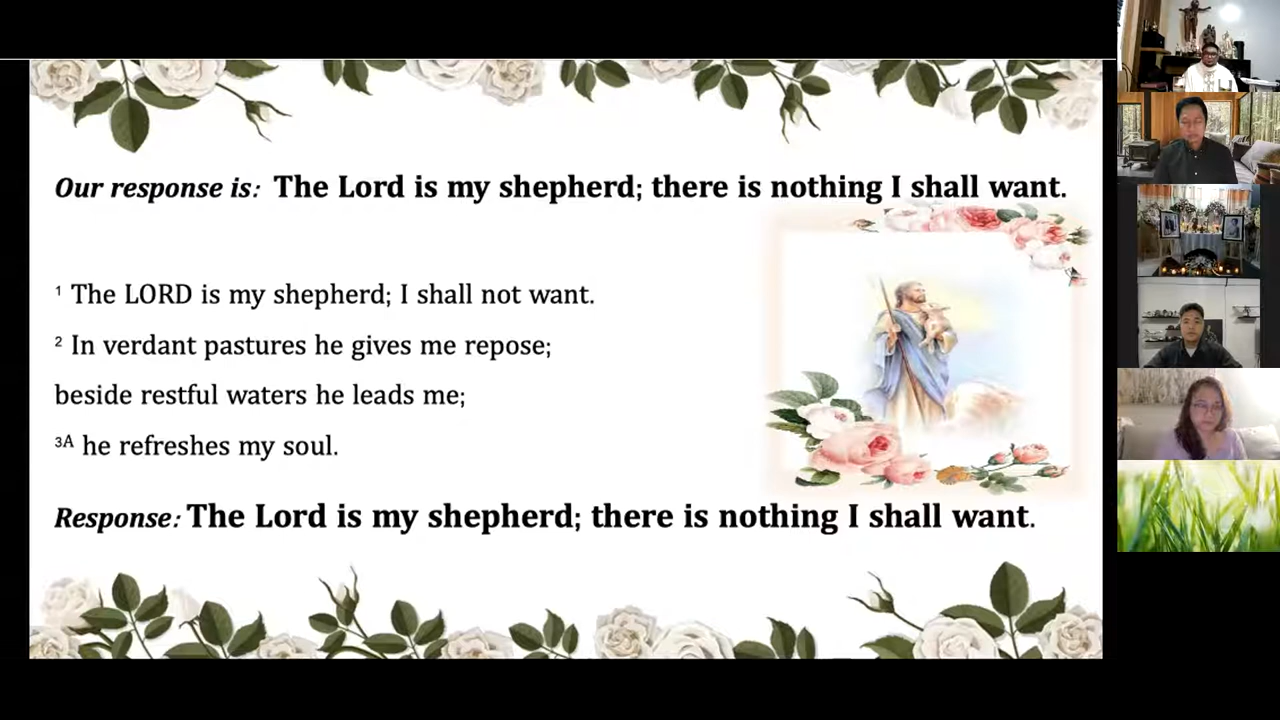 Our response is: The Lord is my shepherd; there is nothing I shall want.
¹ The LORD is my shepherd; I shall not want.
² In verdant pastures he gives me repose;
beside restful waters he leads me;
³ᴬ he refreshes my soul.
Response: The Lord is my shepherd; there is nothing I shall want.